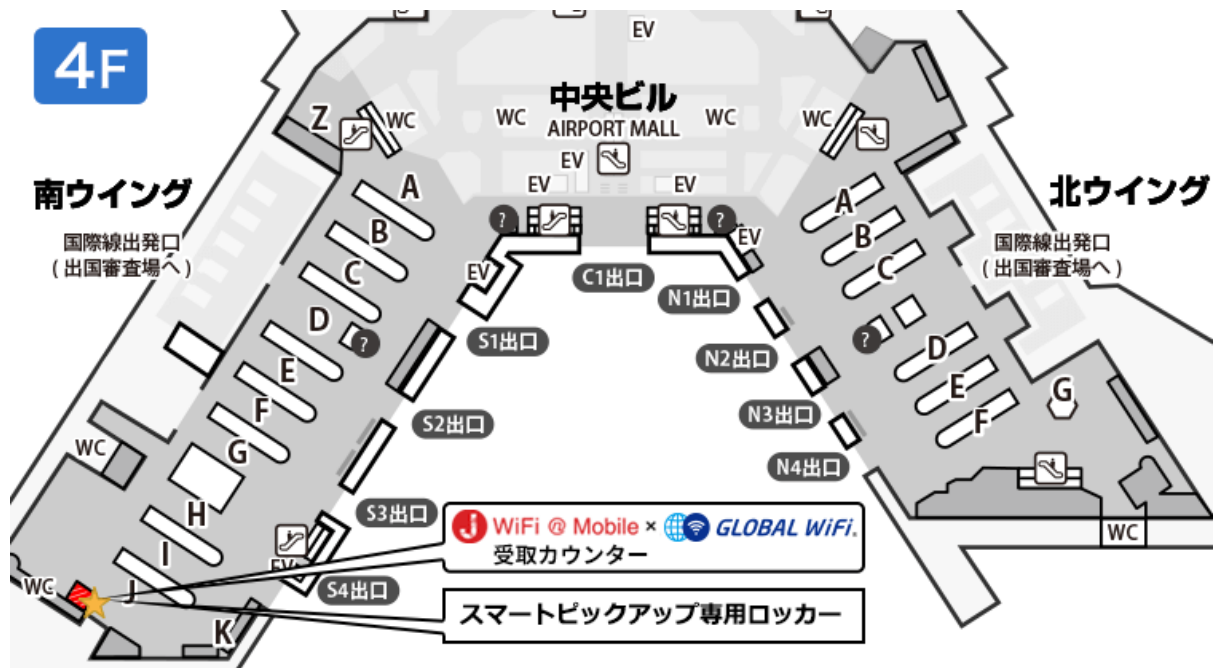 4F
EV
中央ビル
AIRPORT MALL
WC
WC
WC
WC
EV
EV
EV
南ウイング
国際線出発口
(出国審査場へ)
Z
A
B
C
D
?
E
F
G
H
I
J
K
WC
WC
EV
?
EV
S1出口
S2出口
S3出口
S4出口
C1出口
?
EV
N1出口
N2出口
N3出口
N4出口
北ウイング
国際線出発口
(出国審査場へ)
A
B
C
?
D
E
F
G
WC
J WiFi @ Mobile × GLOBAL WiFi.
受取カウンター
スマートピックアップ専用ロッカー